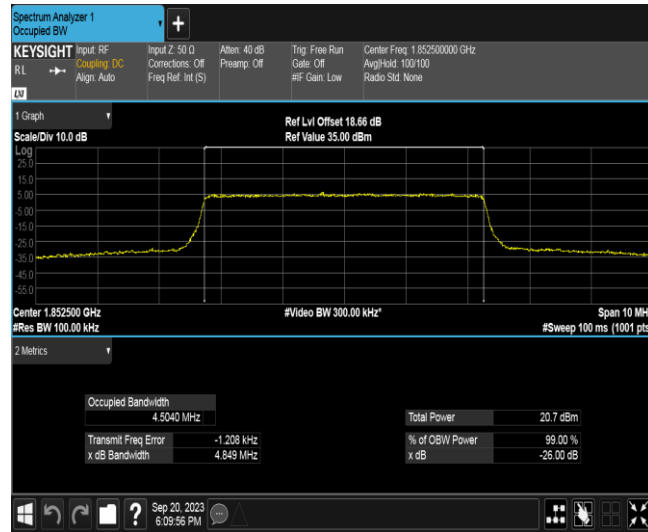 Spectrum Analyzer 1
Occupied BW
KEYSIGHT
RL
LXI
Input: RF
Coupling: DC
Align: Auto
Input Z: 50 Ω
Corrections: Off
Freq Ref: Int (S)
Atten: 40 dB
Preamp: Off
Trig: Free Run
Gate: Off
#IF Gain: Low
Center Freq: 1.852500000 GHz
Avg|Hold: 100/100
Radio Std: None
1 Graph
Scale/Div 10.0 dB
Ref Lvl Offset 18.66 dB
Ref Value 35.00 dBm
Log
25.0
15.0
5.00
-5.00
-15.0
-25.0
-35.0
-45.0
-55.0
Center 1.852500 GHz
#Res BW 100.00 kHz
#Video BW 300.00 kHz*
Span 10 MH
#Sweep 100 ms (1001 pts
2 Metrics
Occupied Bandwidth
4.5040 MHz
Transmit Freq Error -1.208 kHz
x dB Bandwidth 4.849 MHz
Total Power 20.7 dBm
% of OBW Power 99.00 %
x dB -26.00 dB
?
Sep 20, 2023
6:09:56 PM